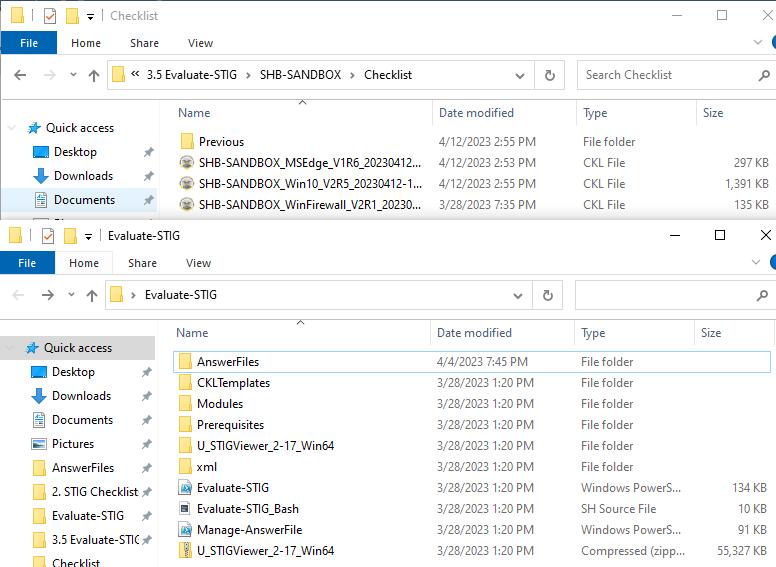 Checklist
File Home Share View
« 3.5 Evaluate-STIG > SHB-SANDBOX > Checklist Search Checklist
Name Date modified Type Size
Quick access
Desktop
Downloads
Documents
Previous 4/12/2023 2:55 PM File folder
SHB-SANDBOX_MSEdge_V1R6_20230412... 4/12/2023 2:53 PM CKL File 297 KB
SHB-SANDBOX_Win10_V2R5_20230412-1... 4/12/2023 2:55 PM CKL File 1,391 KB
SHB-SANDBOX_WinFirewall_V2R1_20230... 3/28/2023 7:35 PM CKL File 135 KB
Evaluate-STIG
File Home Share View
> Evaluate-STIG
Name Date modified Type Size
Quick access
Desktop
Downloads
Documents
Pictures
AnswerFiles
2. STIG Checklist
Evaluate-STIG
3.5 Evaluate-STIG
Checklist
AnswerFiles 4/4/2023 7:45 PM File folder
CKLTemplates 3/28/2023 1:20 PM File folder
Modules 3/28/2023 1:20 PM File folder
Prerequisites 3/28/2023 1:20 PM File folder
U_STIGViewer_2-17_Win64 3/28/2023 1:20 PM File folder
xml 3/28/2023 1:20 PM File folder
Evaluate-STIG 3/28/2023 1:20 PM Windows PowerS... 134 KB
Evaluate-STIG_Bash 3/28/2023 1:20 PM SH Source File 10 KB
Manage-AnswerFile 3/28/2023 1:20 PM Windows PowerS... 91 KB
U_STIGViewer_2-17_Win64 3/28/2023 1:20 PM Compressed (zipp... 55,327 KB